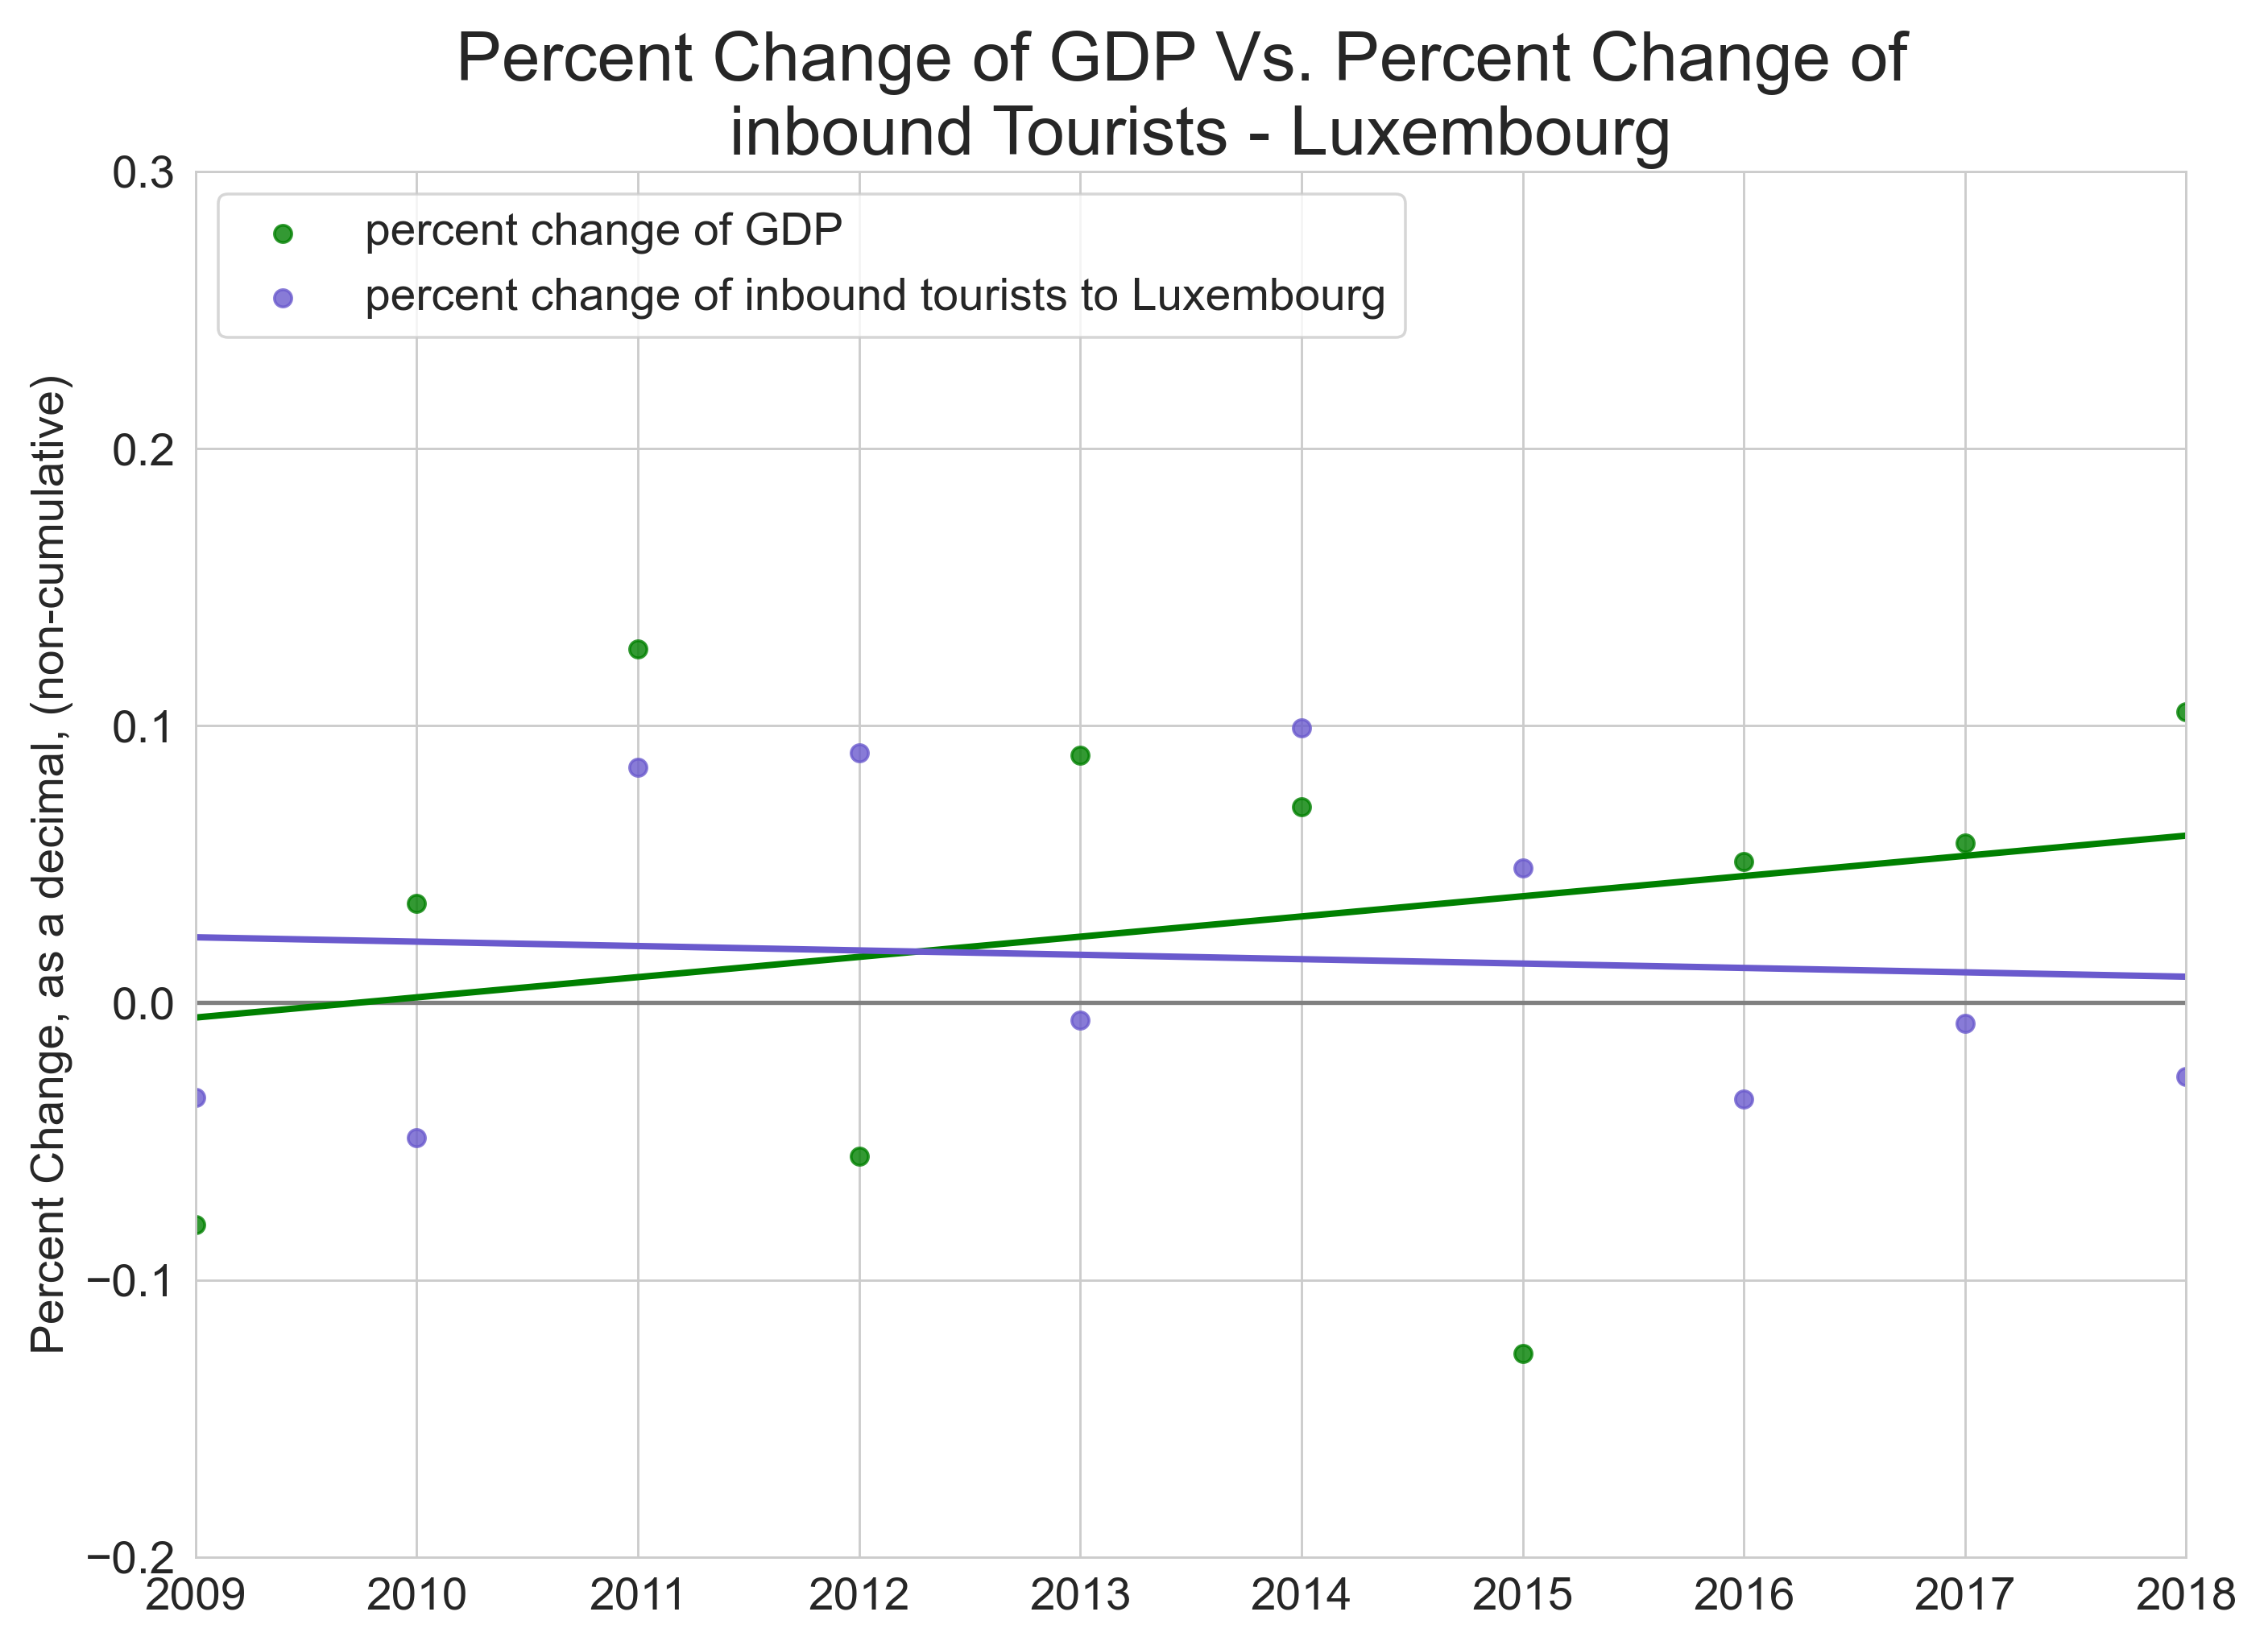 Percent Change of GDP Vs. Percent Change of
inbound Tourists - Luxembourg
percent change of GDP
percent change of inbound tourists to Luxembourg
Percent Change, as a decimal, (non-cumulative)
0.3
0.2
0.1
0.0
−0.1
−0.2
2009 2010 2011 2012 2013 2014 2015 2016 2017 2018